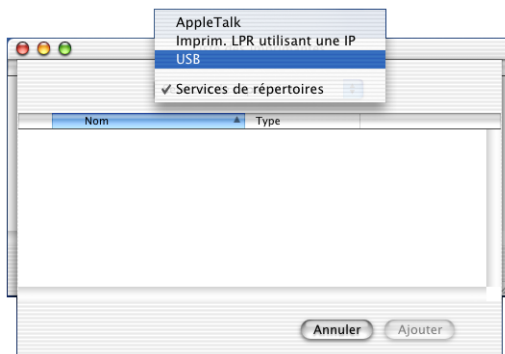 AppleTalk
Imprim. LPR utilisant une IP
USB
✓ Services de répertoires
Nom Type
Annuler Ajouter